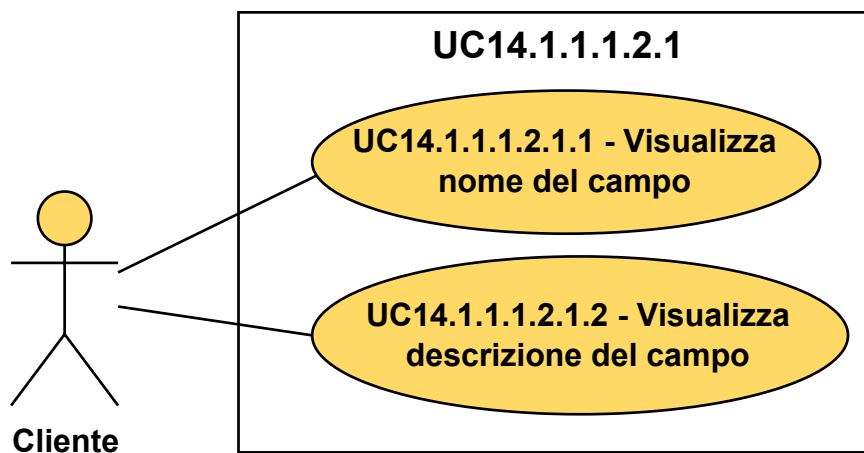 UC14.1.1.1.2.1
UC14.1.1.1.2.1.1 - Visualizza
nome del campo
UC14.1.1.1.2.1.2 - Visualizza
descrizione del campo
Cliente